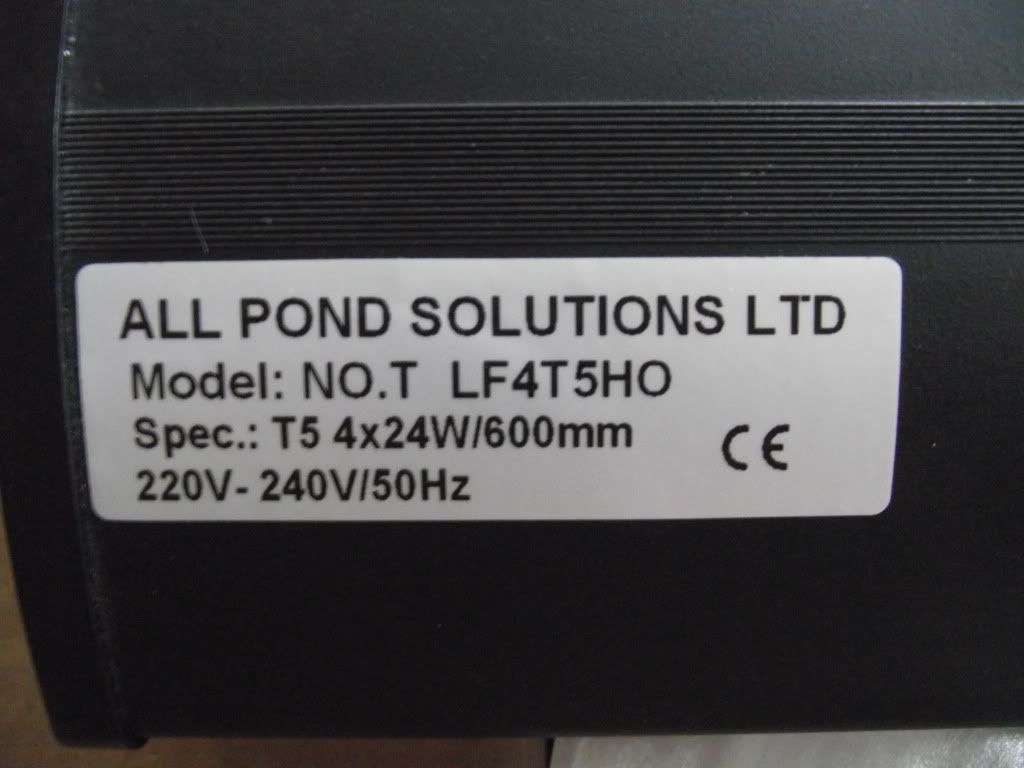 ALL POND SOLUTIONS LTD
Model: NO.T LF4T5HO
Spec.: T5 4x24W/600mm
220V- 240V/50Hz
CE